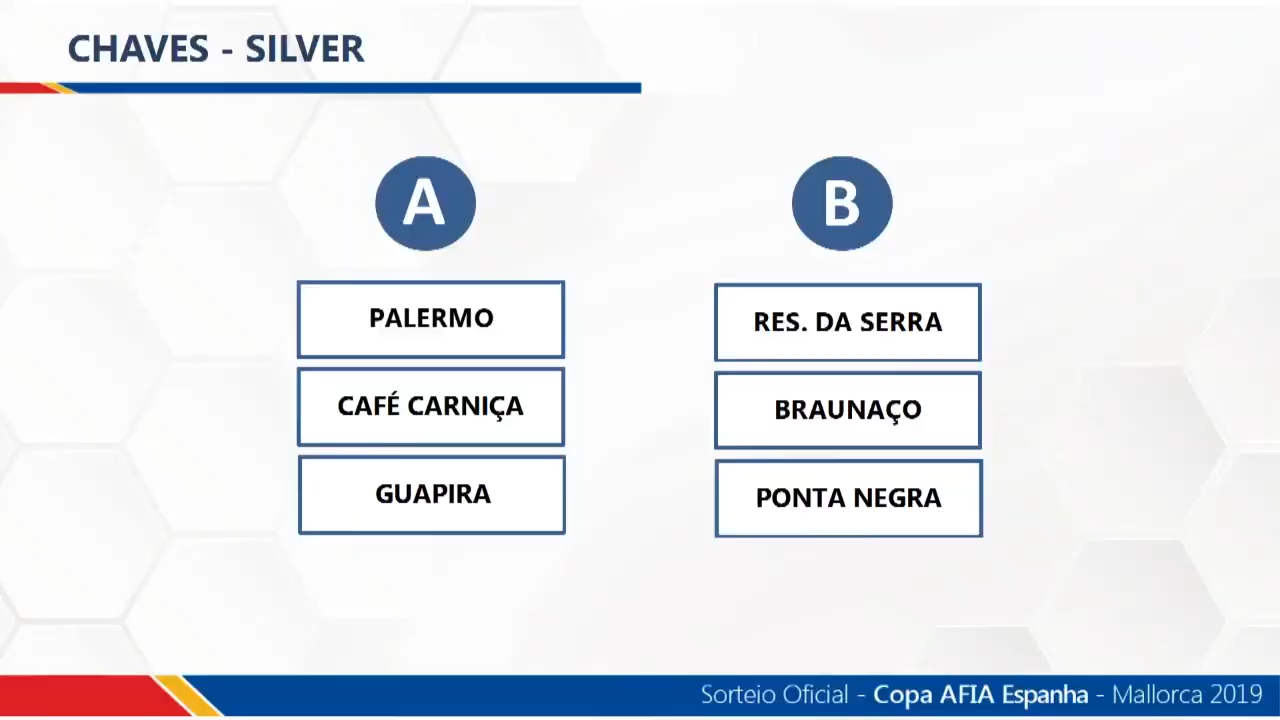 CHAVES - SILVER
A
PALERMO
CAFÉ CARNIÇA
GUAPIRA
B
RES. DA SERRA
BRAUNAÇO
PONTA NEGRA
Sorteio Oficial - Copa AFIA Espanha - Mallorca 2019